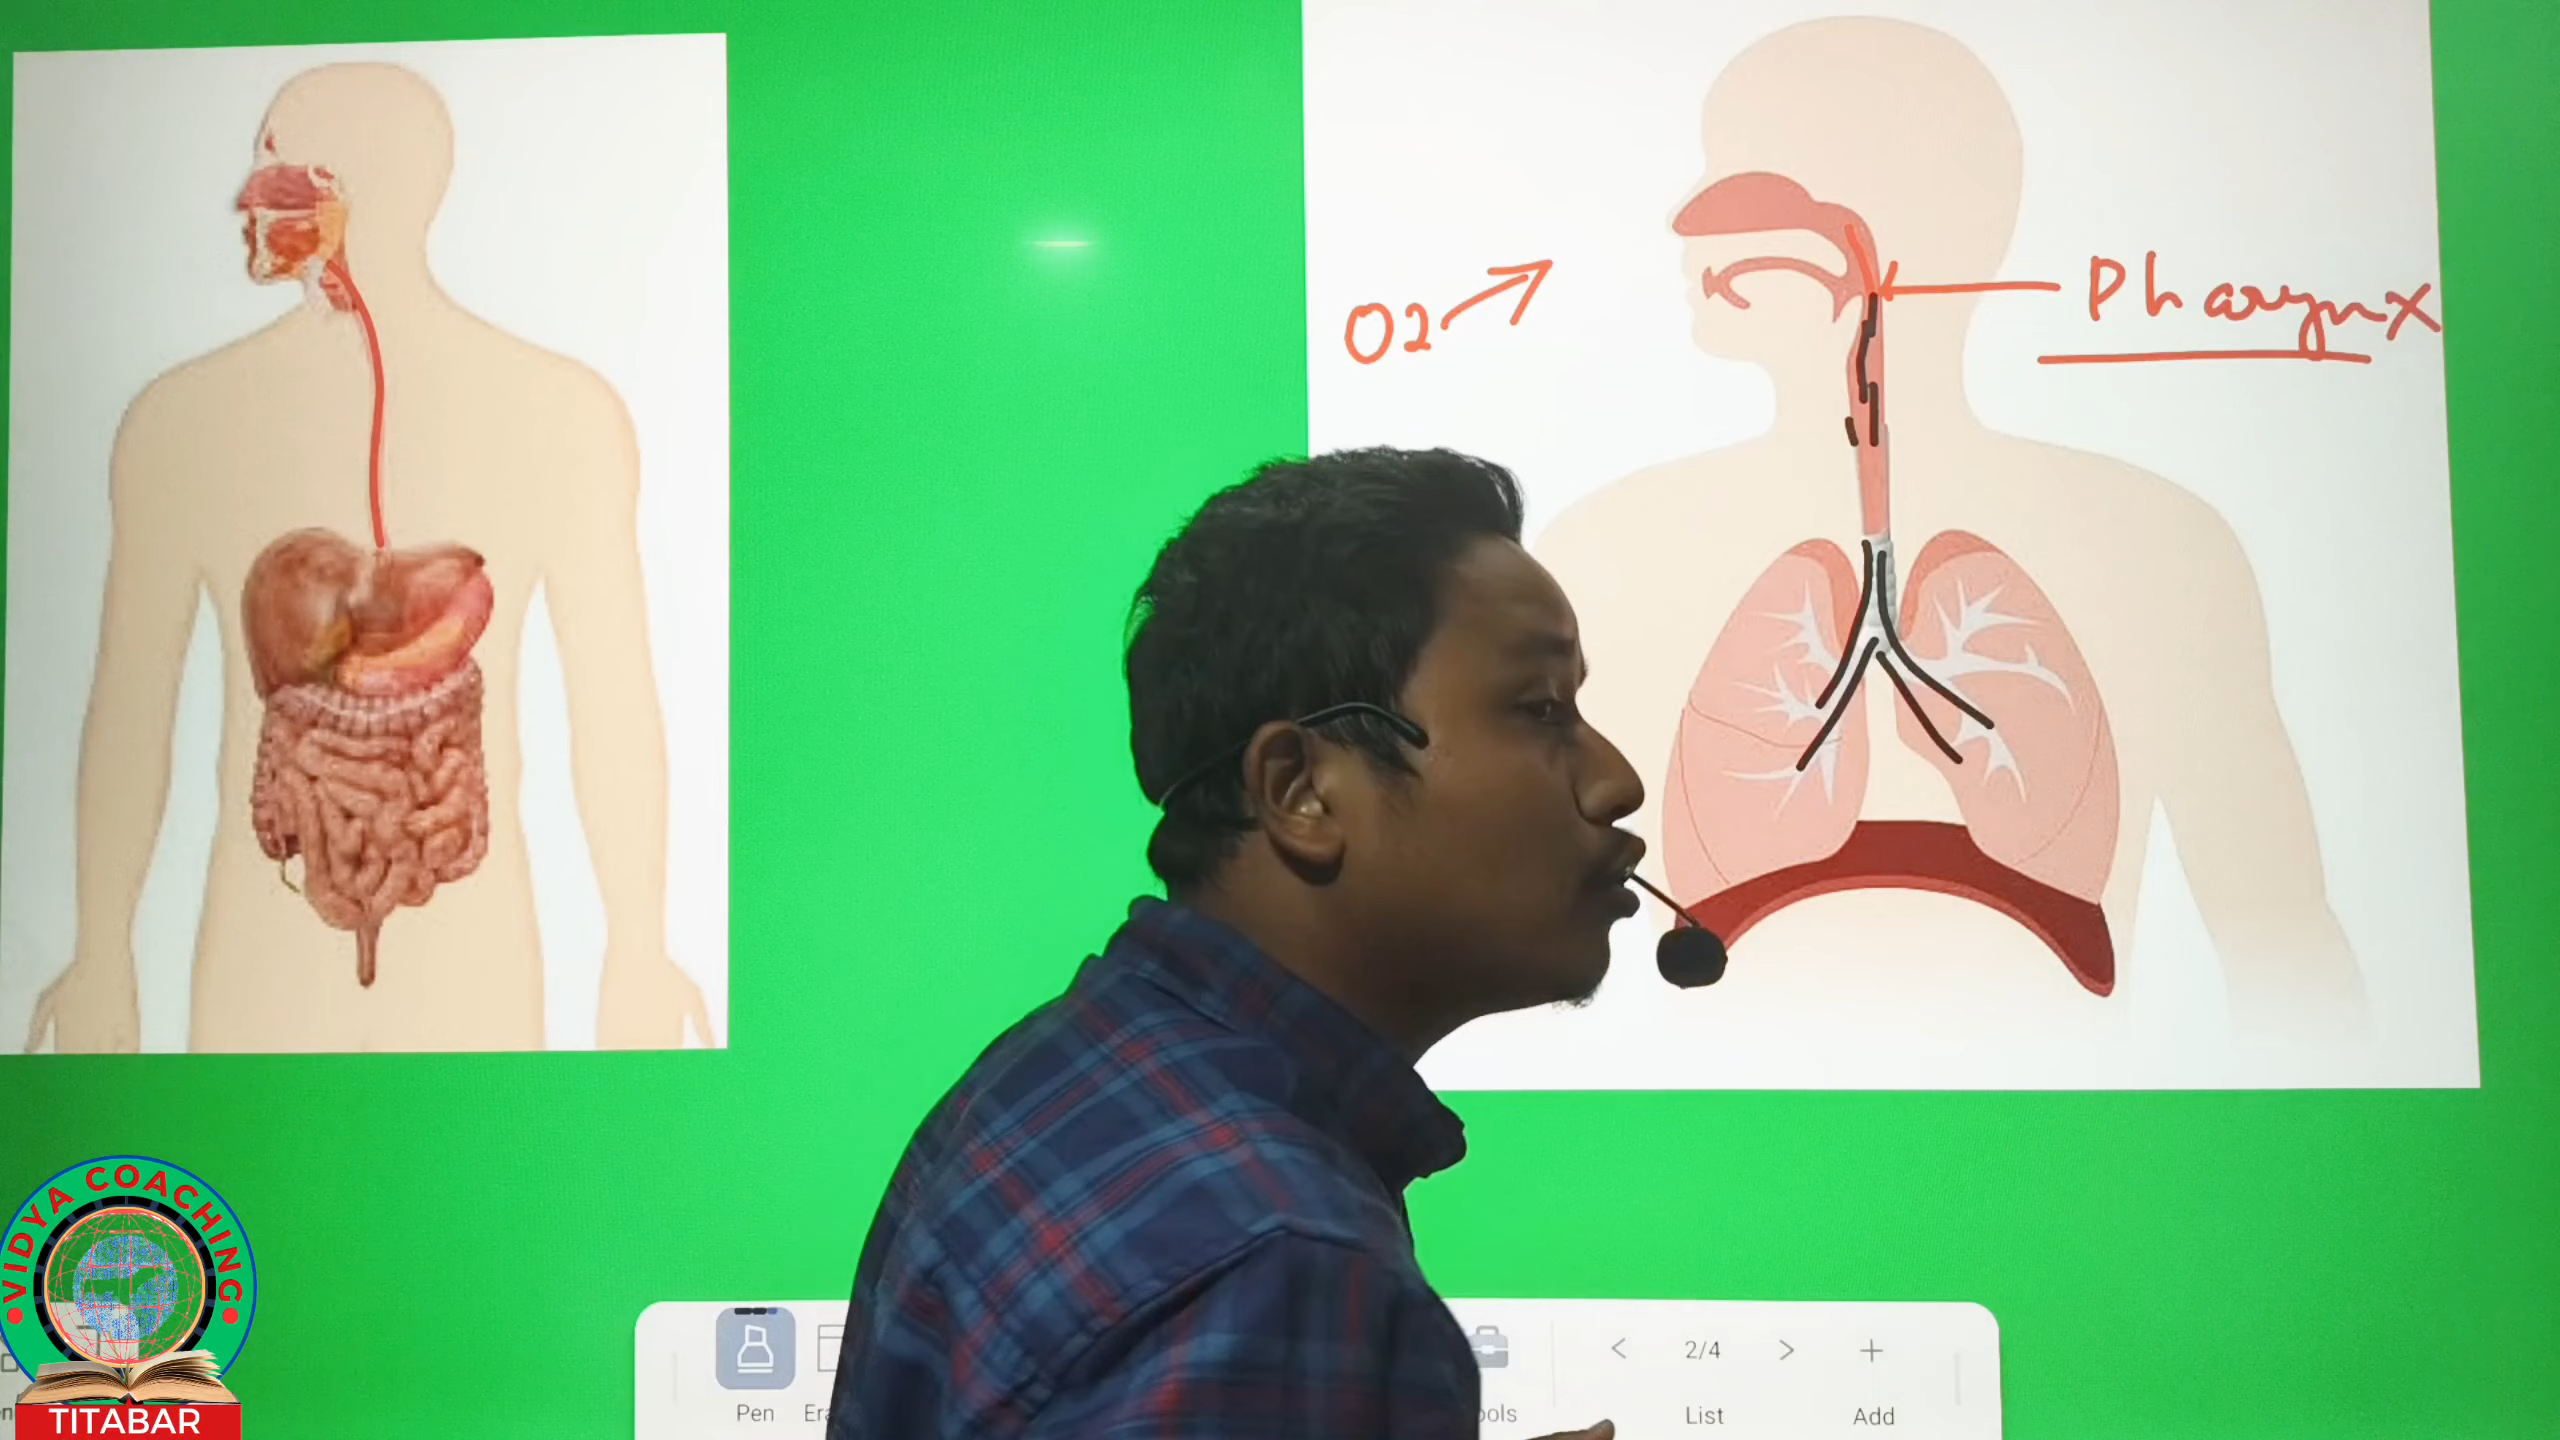 O2
Pharynx
VIDYA COACHING
TITABAR
Pen
2/4
List
Add